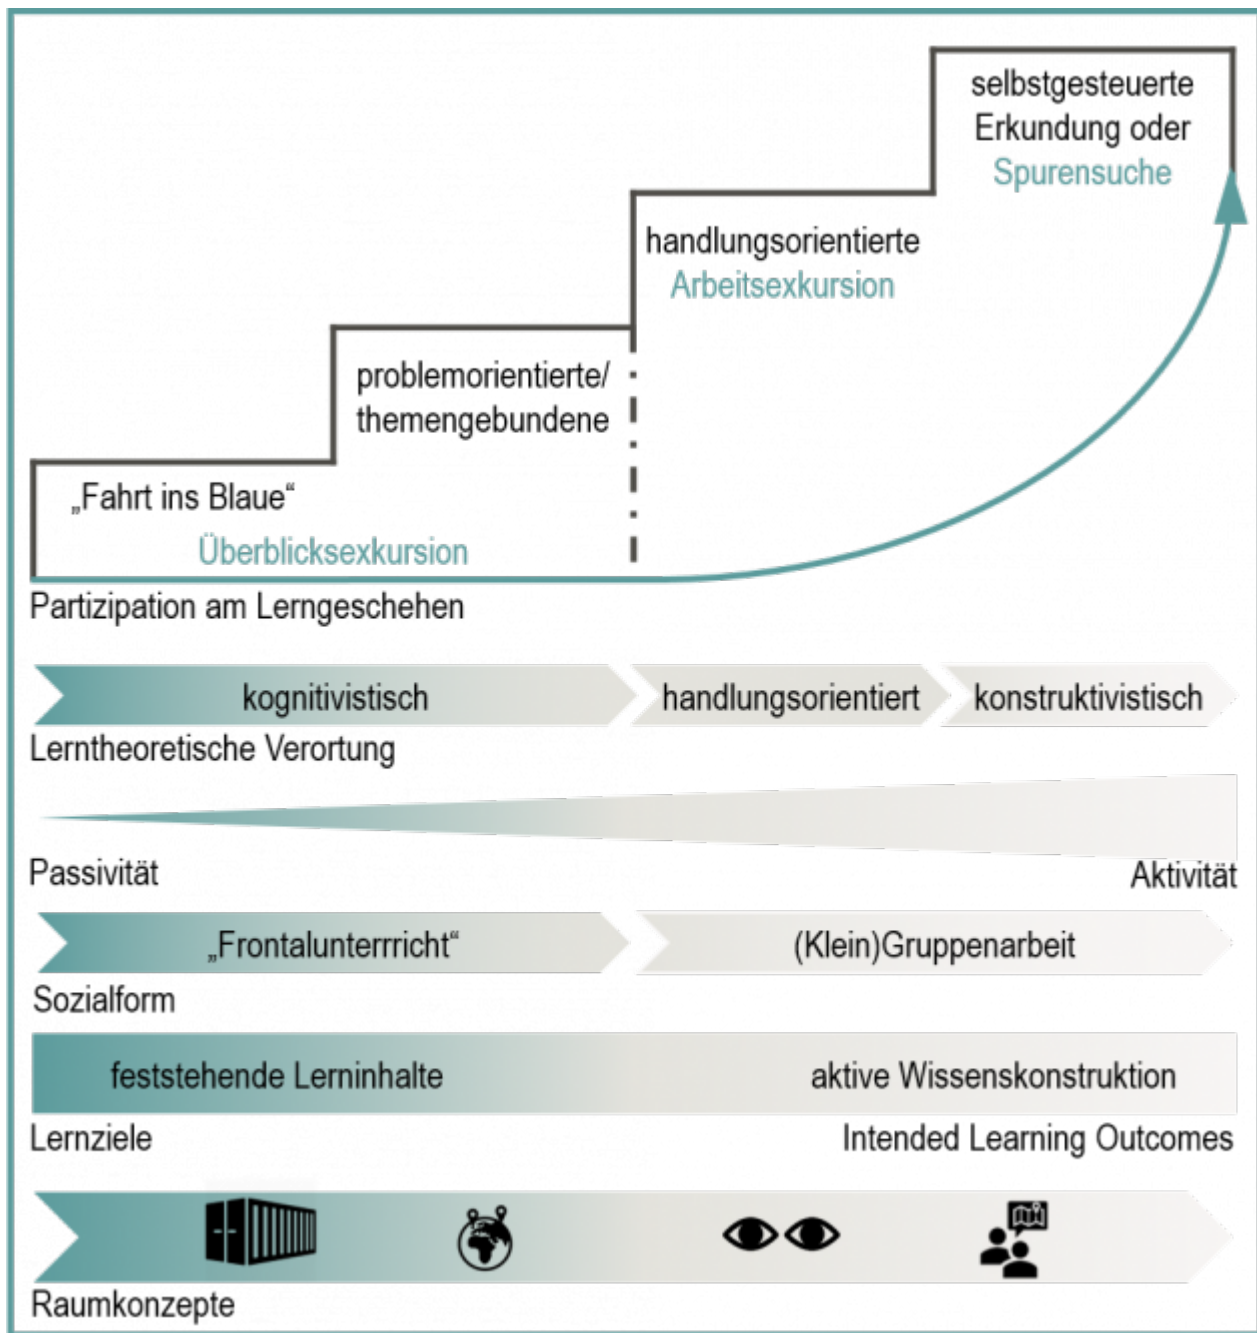 selbstgesteuerte
Erkundung oder
Spurensuche
handlungsorientierte
Arbeitsexkursion
problemorientierte/
themengebundene
„Fahrt ins Blaue“
Überblicksexkursion
Partizipation am Lerngeschehen
kognitivistisch
handlungsorientiert
konstruktivistisch
Lerntheoretische Verortung
Passivität
Aktivität
„Frontalunterrricht“
(Klein)Gruppenarbeit
Sozialform
feststehende Lerninhalte
aktive Wissenskonstruktion
Lernziele
Intended Learning Outcomes
Raumkonzepte